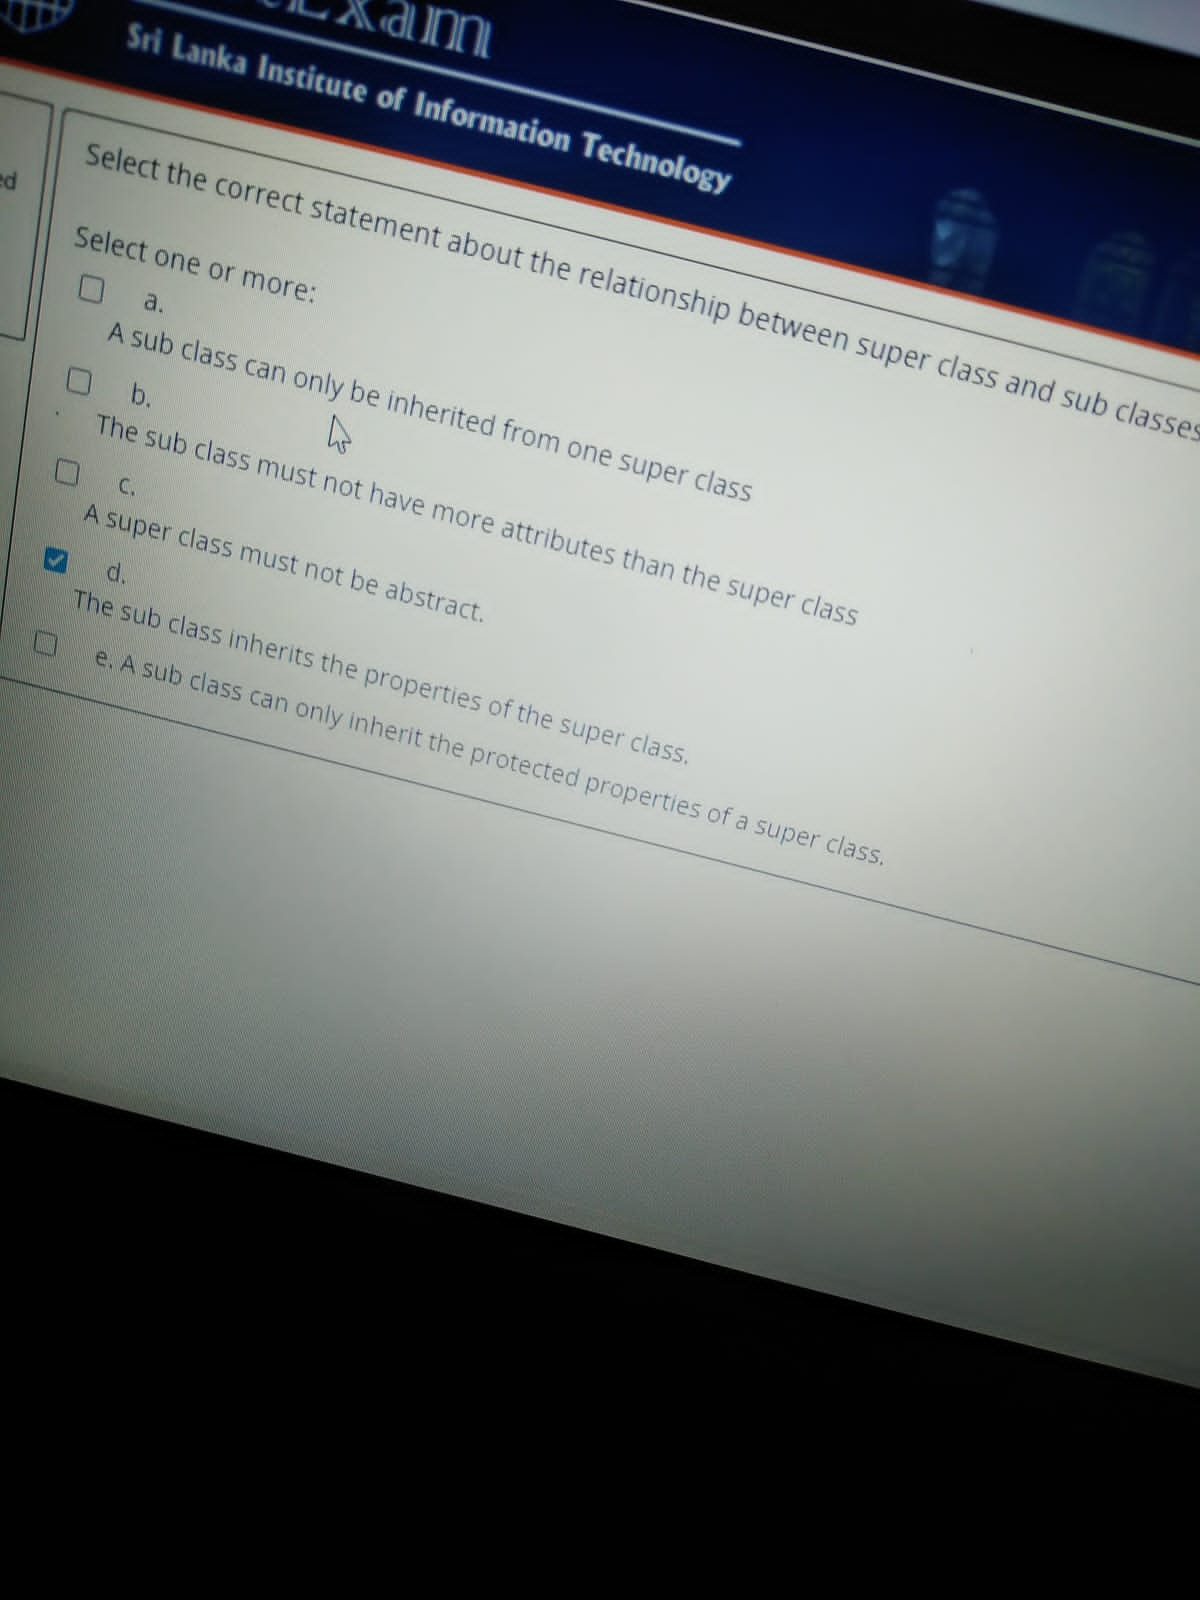 Exam
Sri Lanka Institute of Information Technology
ed
Select the correct statement about the relationship between super class and sub classes
Select one or more:
a.
A sub class can only be inherited from one super class
b.
The sub class must not have more attributes than the super class
c.
A super class must not be abstract.
d.
The sub class inherits the properties of the super class.
e. A sub class can only inherit the protected properties of a super class.